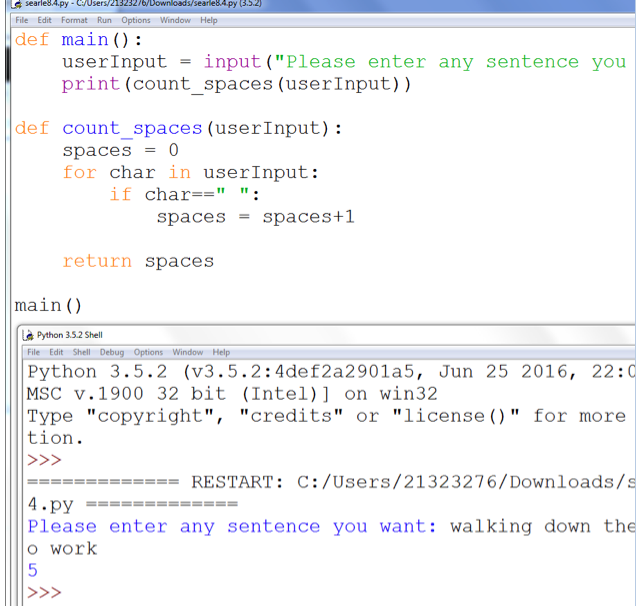 searle8.4.py - C:/Users/21323276/Downloads/searle8.4.py (3.5.2)
File Edit Format Run Options Window Help
def main():
    userInput = input("Please enter any sentence you
    print(count_spaces(userInput))
def count_spaces(userInput):
    spaces = 0
    for char in userInput:
        if char==" ":
            spaces = spaces+1
    return spaces
main()
Python 3.5.2 Shell
File Edit Shell Debug Options Window Help
Python 3.5.2 (v3.5.2:4def2a2901a5, Jun 25 2016, 22:0
MSC v.1900 32 bit (Intel)] on win32
Type "copyright", "credits" or "license()" for more
tion.
>>>
============= RESTART: C:/Users/21323276/Downloads/s
4.py =============
Please enter any sentence you want: walking down the
o work
5
>>>